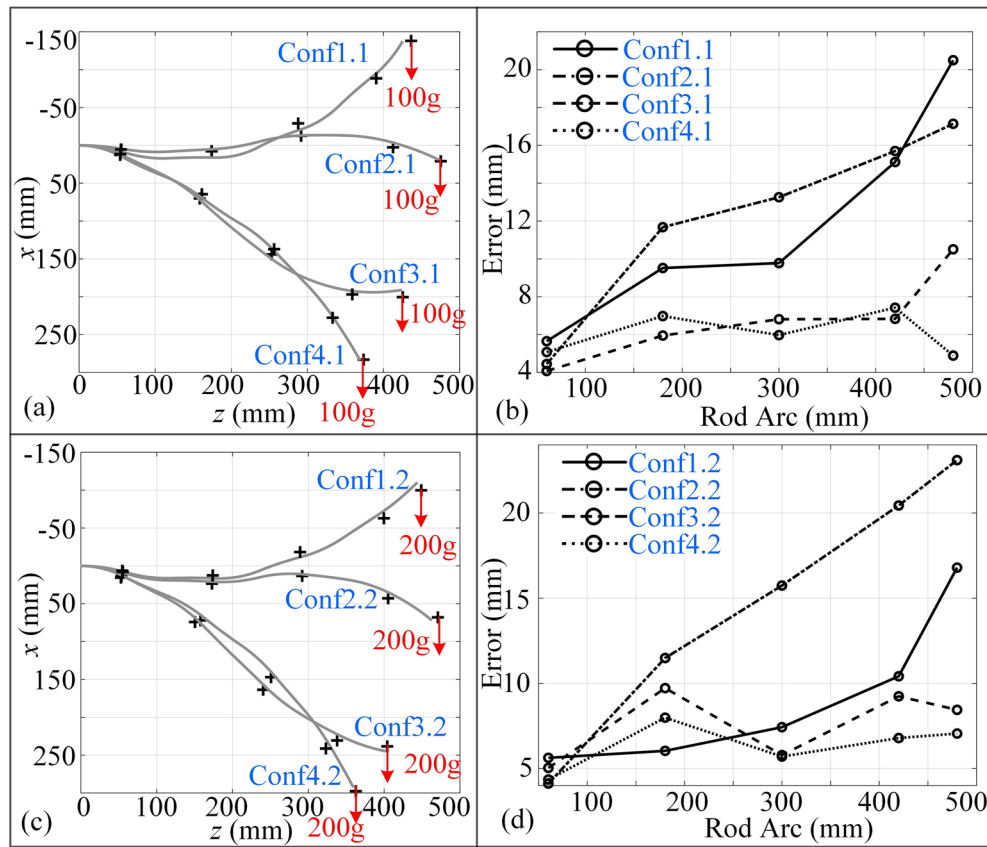 -150
-50
50
150
250
x (mm)
0
100
200
300
400
500
z (mm)
Conf1.1
100g
Conf2.1
100g
Conf3.1
100g
Conf4.1
100g
(a)
Conf1.1
Conf2.1
Conf3.1
Conf4.1
20
16
12
8
4
Error (mm)
100
200
300
400
500
Rod Arc (mm)
(b)
-150
-50
50
150
250
x (mm)
0
100
200
300
400
500
z (mm)
Conf1.2
200g
Conf2.2
200g
Conf3.2
200g
Conf4.2
200g
(c)
Conf1.2
Conf2.2
Conf3.2
Conf4.2
20
15
10
5
Error (mm)
100
200
300
400
500
Rod Arc (mm)
(d)